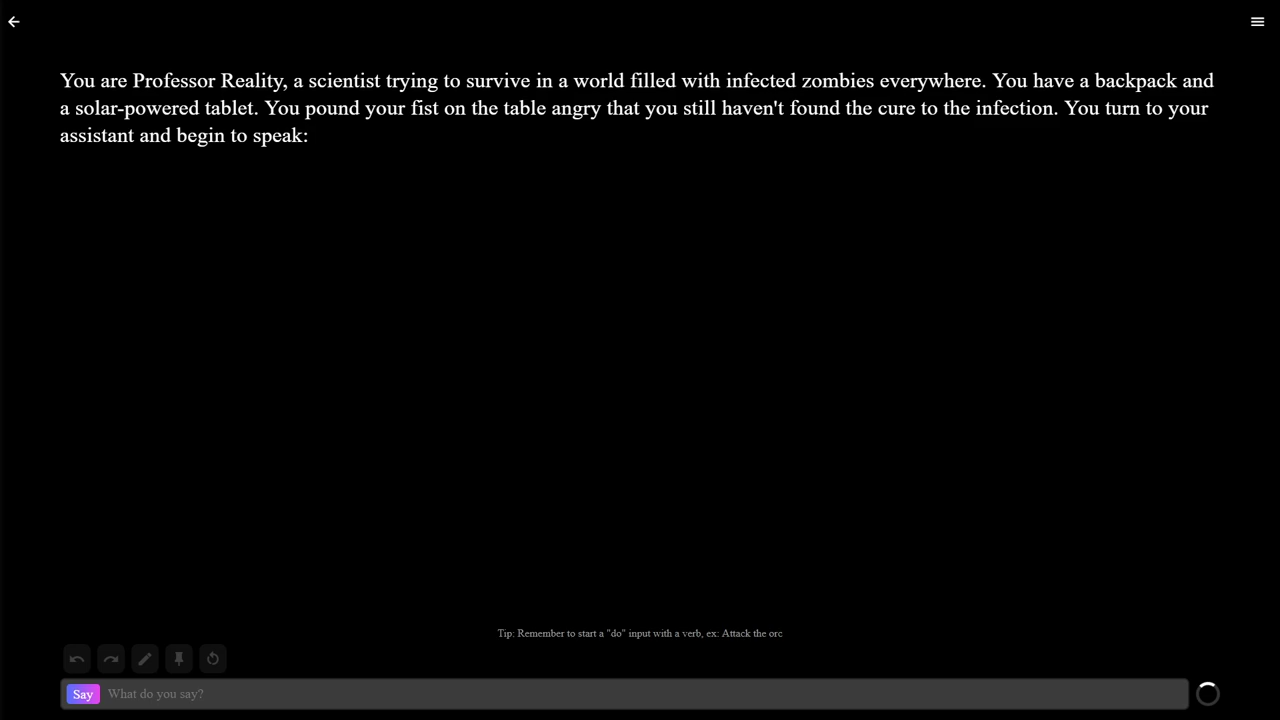 You are Professor Reality, a scientist trying to survive in a world filled with infected zombies everywhere. You have a backpack and
a solar-powered tablet. You pound your fist on the table angry that you still haven't found the cure to the infection. You turn to your
assistant and begin to speak:
Tip: Remember to start a "do" input with a verb, ex: Attack the orc
Say What do you say?